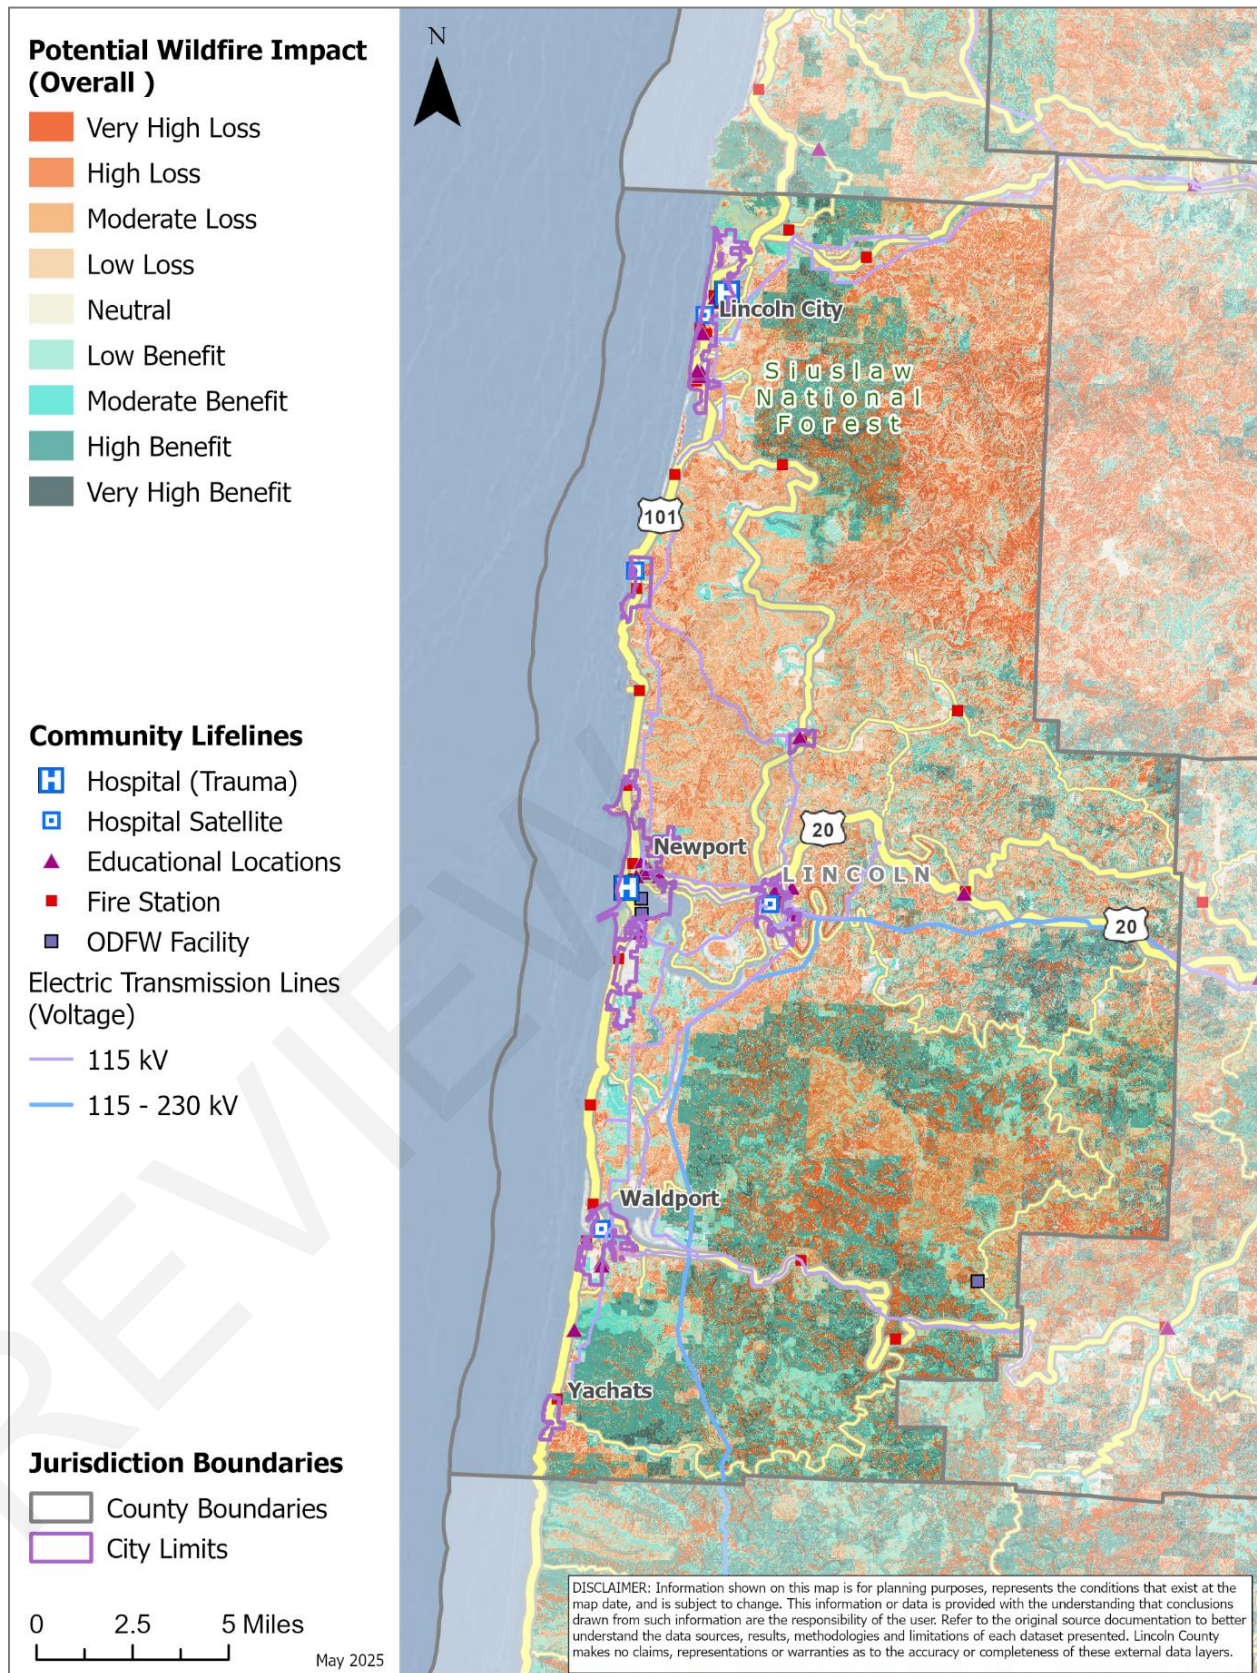 Potential Wildfire Impact
(Overall )
Very High Loss
High Loss
Moderate Loss
Low Loss
Neutral
Low Benefit
Moderate Benefit
High Benefit
Very High Benefit
Community Lifelines
H Hospital (Trauma)
Hospital Satellite
Educational Locations
Fire Station
ODFW Facility
Electric Transmission Lines
(Voltage)
115 kV
115 - 230 kV
Jurisdiction Boundaries
County Boundaries
City Limits
0 2.5 5 Miles
May 2025
N
H
Lincoln City
Siuslaw
National
Forest
101
20
Newport
LINCOLN
H
20
Waldport
Yachats
PREVIEW
DISCLAIMER: Information shown on this map is for planning purposes, represents the conditions that exist at the
map date, and is subject to change. This information or data is provided with the understanding that conclusions
drawn from such information are the responsibility of the user. Refer to the original source documentation to better
understand the data sources, results, methodologies and limitations of each dataset presented. Lincoln County
makes no claims, representations or warranties as to the accuracy or completeness of these external data layers.